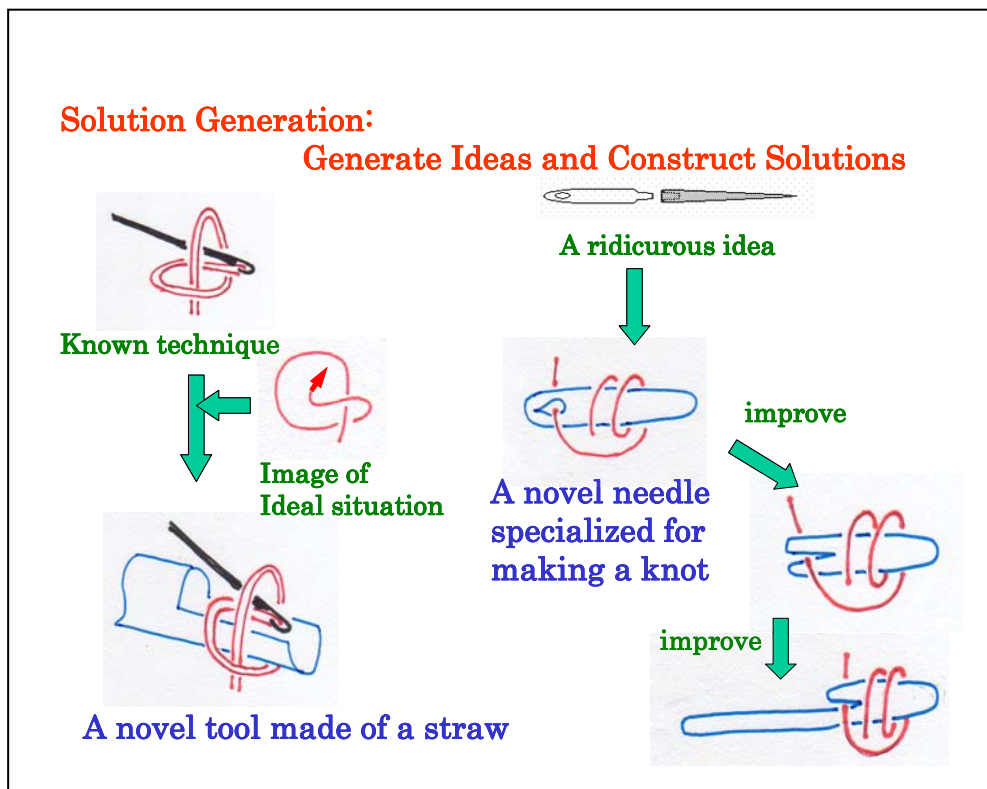 Solution Generation:
Generate Ideas and Construct Solutions
A ridicurous idea
Known technique
Image of
Ideal situation
A novel tool made of a straw
A novel needle
specialized for
making a knot
improve
improve